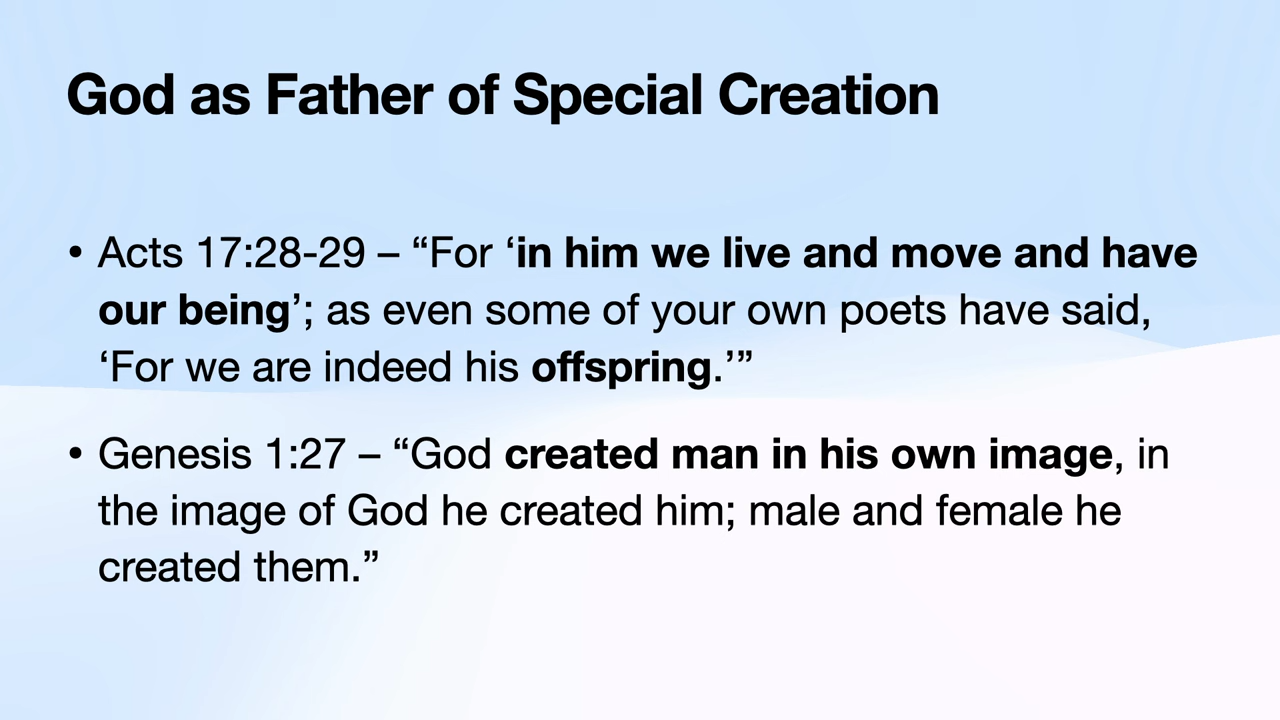 God as Father of Special Creation
• Acts 17:28-29 – “For ‘in him we live and move and have
our being’; as even some of your own poets have said,
‘For we are indeed his offspring.’”
• Genesis 1:27 – “God created man in his own image, in
the image of God he created him; male and female he
created them.”